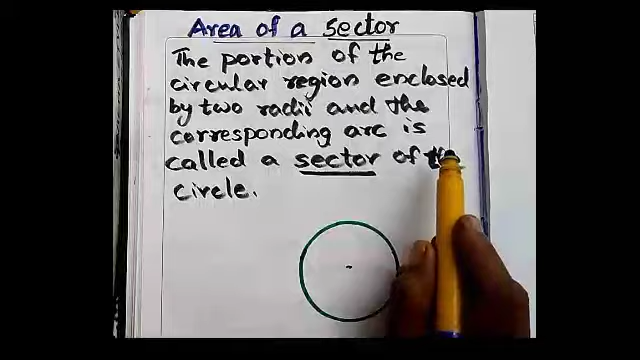 Area of a sector
The portion of the
circular region enclosed
by two radii and the
corresponding arc is
called a sector of the
circle.